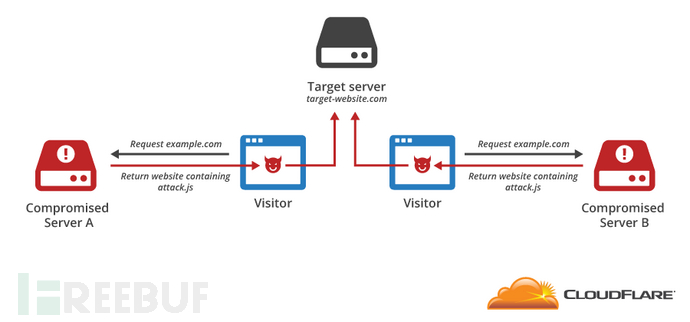 Target server
target-website.com
Request example.com
Return website containing
attack.js
Compromised
Server A
Visitor
Visitor
Request example.com
Return website containing
attack.js
Compromised
Server B
FREEBUF
CLOUDFLARE